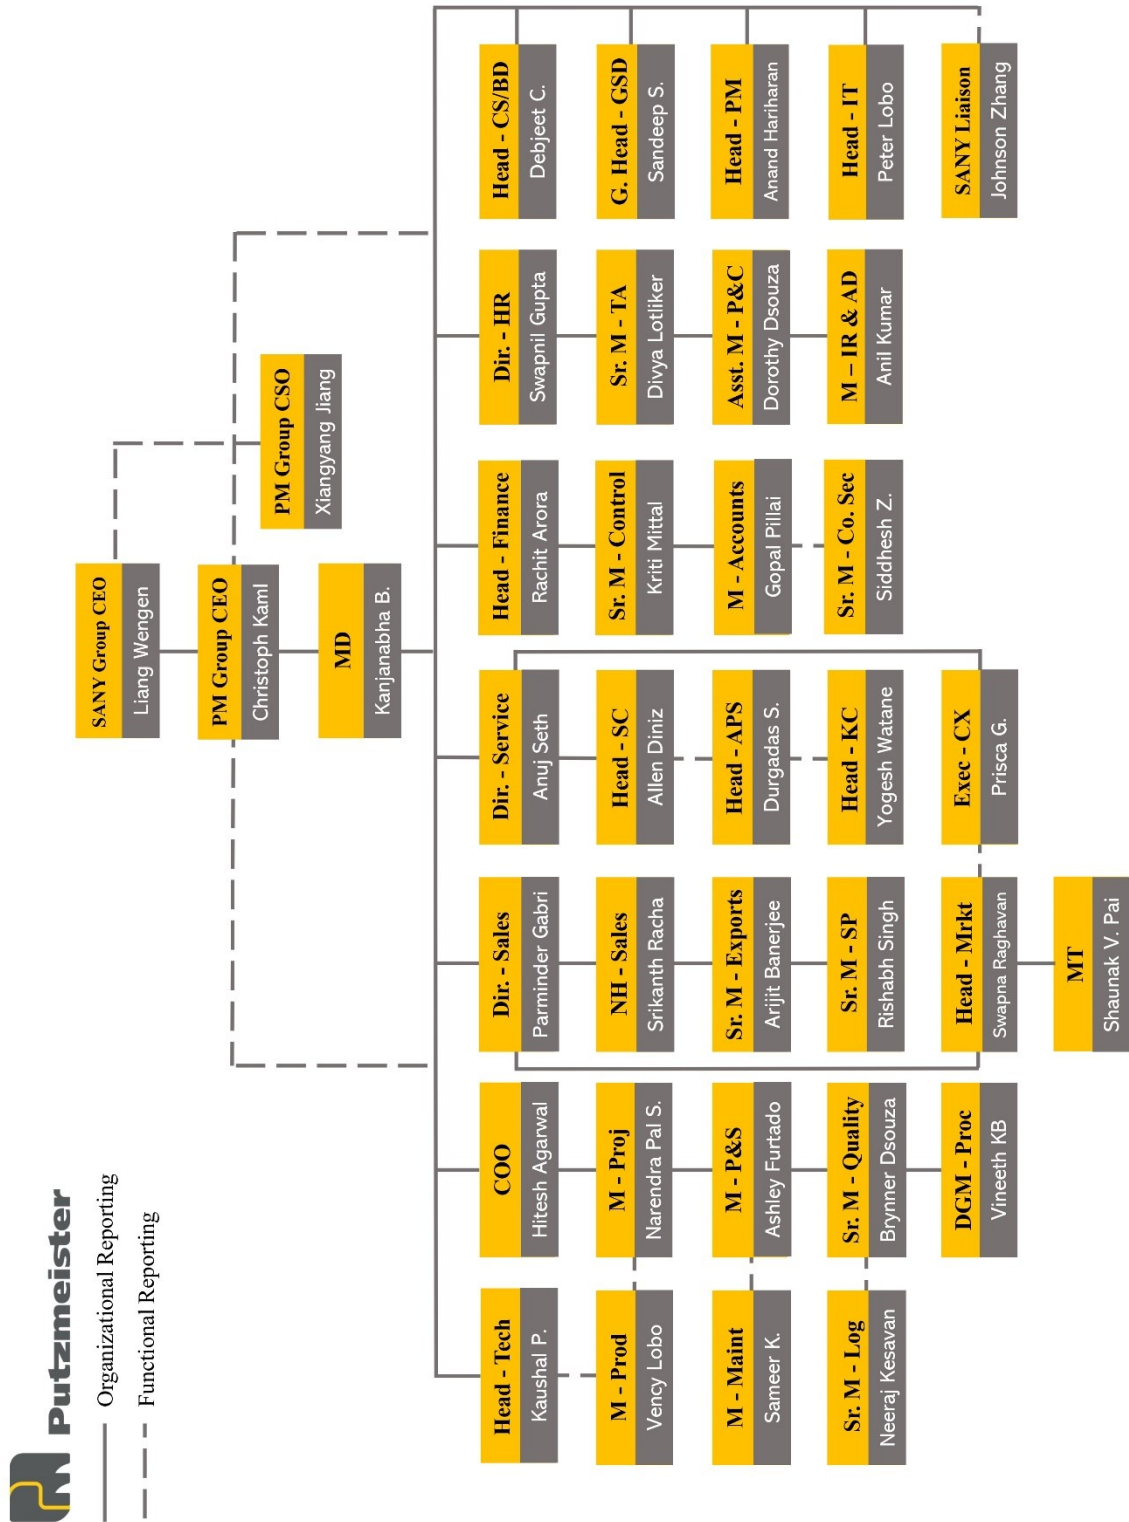 Putzmeister
Organizational Reporting
Functional Reporting
SANY Group CEO
Liang Wengen
PM Group CEO
Christoph Kaml
PM Group CSO
Xiangyang Jiang
MD
Kanjanabha B.
Head - Tech
Kaushal P.
M - Prod
Vency Lobo
M - Maint
Sameer K.
Sr. M - Log
Neeraj Kesavan
COO
Hitesh Agarwal
M - Proj
Narendra Pal S.
M - P&S
Ashley Furtado
Sr. M - Quality
Brynner Dsouza
DGM - Proc
Vineeth KB
Dir. - Sales
Parminder Gabri
NH - Sales
Srikanth Racha
Sr. M - Exports
Arijit Banerjee
Sr. M - SP
Rishabh Singh
Head - Mrkt
Swapna Raghavan
MT
Shaunak V. Pai
Dir. - Service
Anuj Seth
Head - SC
Allen Diniz
Head - APS
Durgadas S.
Head - KC
Yogesh Watane
Exec - CX
Prisca G.
Head - Finance
Rachit Arora
Sr. M - Control
Kriti Mittal
M - Accounts
Gopal Pillai
Sr. M - Co. Sec
Siddhesh Z.
Dir. - HR
Swapnil Gupta
Sr. M - TA
Divya Lotliker
Asst. M - P&C
Dorothy Dsouza
M – IR & AD
Anil Kumar
Head - CS/BD
Debjeet C.
G. Head - GSD
Sandeep S.
Head - PM
Anand Hariharan
Head - IT
Peter Lobo
SANY Liaison
Johnson Zhang